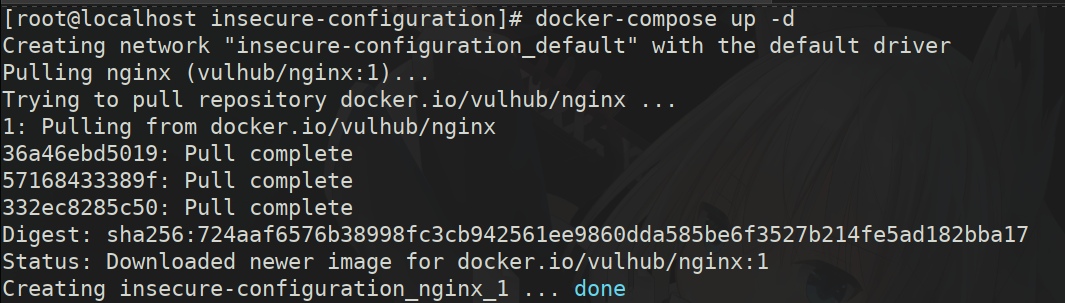 [root@localhost insecure-configuration]# docker-compose up -d
Creating network "insecure-configuration_default" with the default driver
Pulling nginx (vulhub/nginx:1)...
Trying to pull repository docker.io/vulhub/nginx ...
1: Pulling from docker.io/vulhub/nginx
36a46ebd5019: Pull complete
57168433389f: Pull complete
332ec8285c50: Pull complete
Digest: sha256:724aaf6576b38998fc3cb942561ee9860dda585be6f3527b214fe5ad182bba17
Status: Downloaded newer image for docker.io/vulhub/nginx:1
Creating insecure-configuration_nginx_1 ... done